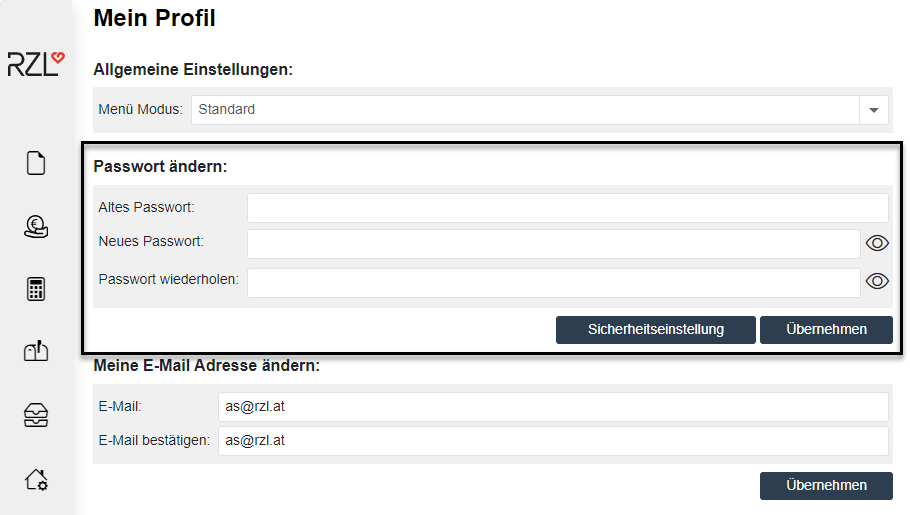 Mein Profil
RZL
Allgemeine Einstellungen:
Menü Modus: Standard
Passwort ändern:
Altes Passwort:
Neues Passwort:
Passwort wiederholen:
Sicherheitseinstellung Übernehmen
Meine E-Mail Adresse ändern:
E-Mail: as@rzl.at
E-Mail bestätigen: as@rzl.at
Übernehmen